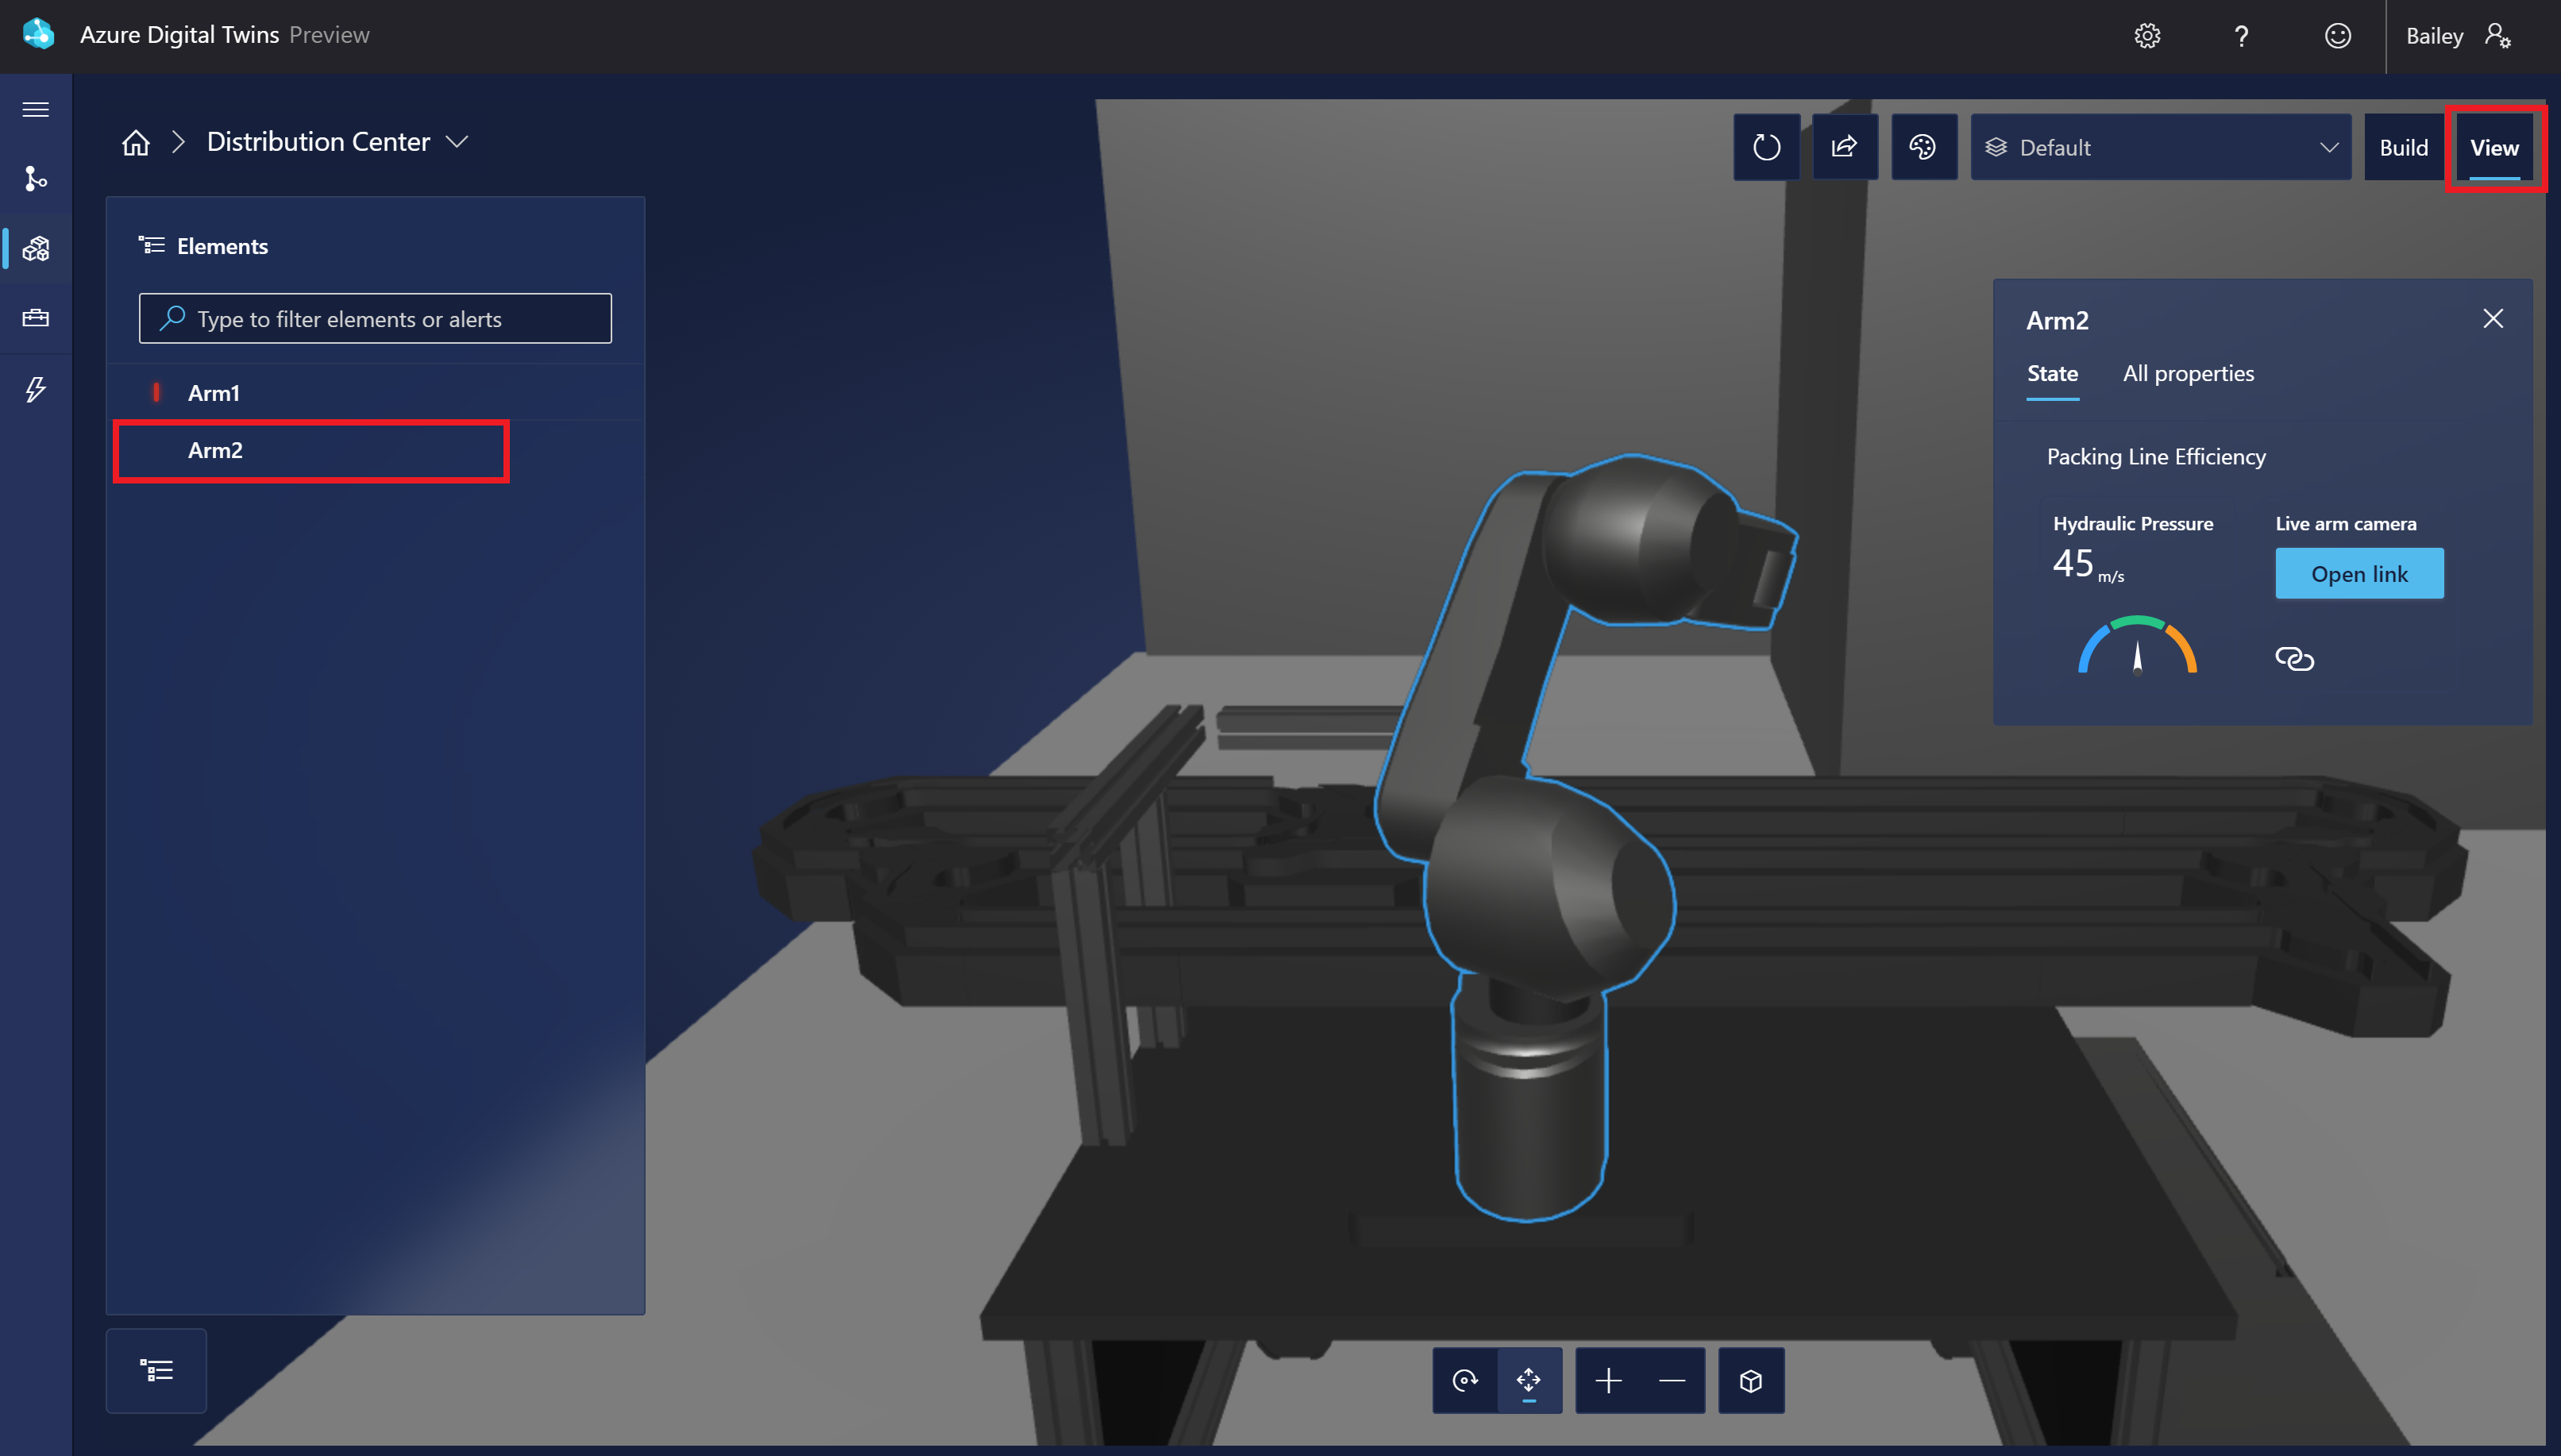 Azure Digital Twins Preview
? Bailey
Distribution Center
Default
Build
View
Elements
Type to filter elements or alerts
Arm1
Arm2
Arm2
State All properties
Packing Line Efficiency
Hydraulic Pressure
45 m/s
Live arm camera
Open link